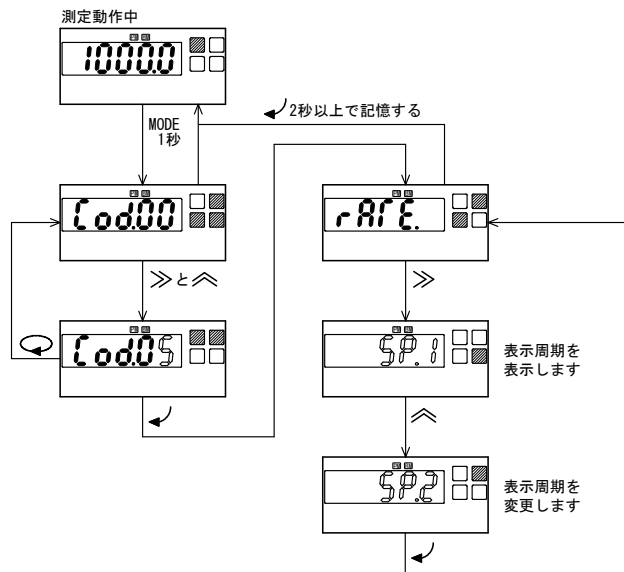 測定動作中
1000.0
MODE
1秒
2秒以上で記憶する
Cod.00
rATE.
と
Cod.05
SP.1
表示周期を
表示します
SP.2
表示周期を
変更します